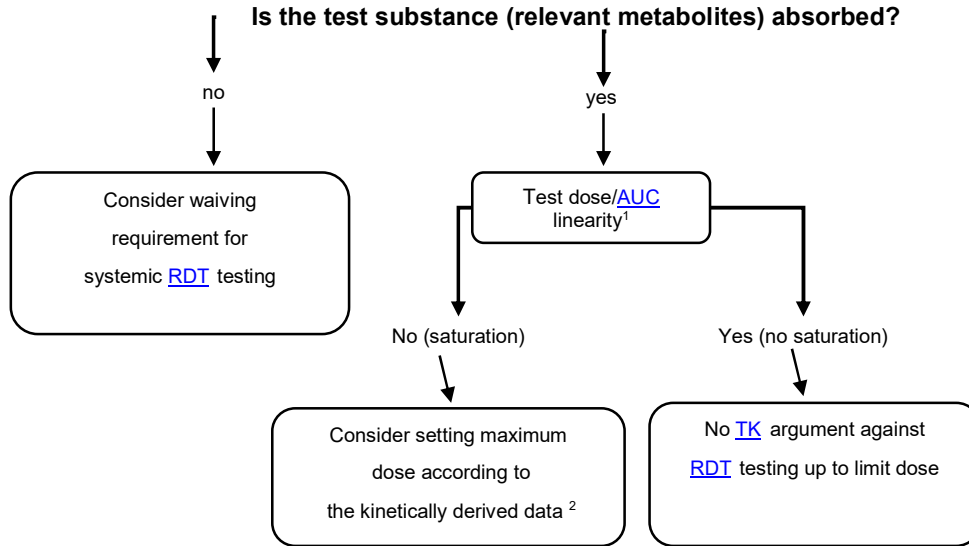 Is the test substance (relevant metabolites) absorbed?
no
yes
Consider waiving
requirement for
systemic RDT testing
Test dose/AUC
linearity¹
No (saturation)
Yes (no saturation)
Consider setting maximum
dose according to
the kinetically derived data ²
No TK argument against
RDT testing up to limit dose